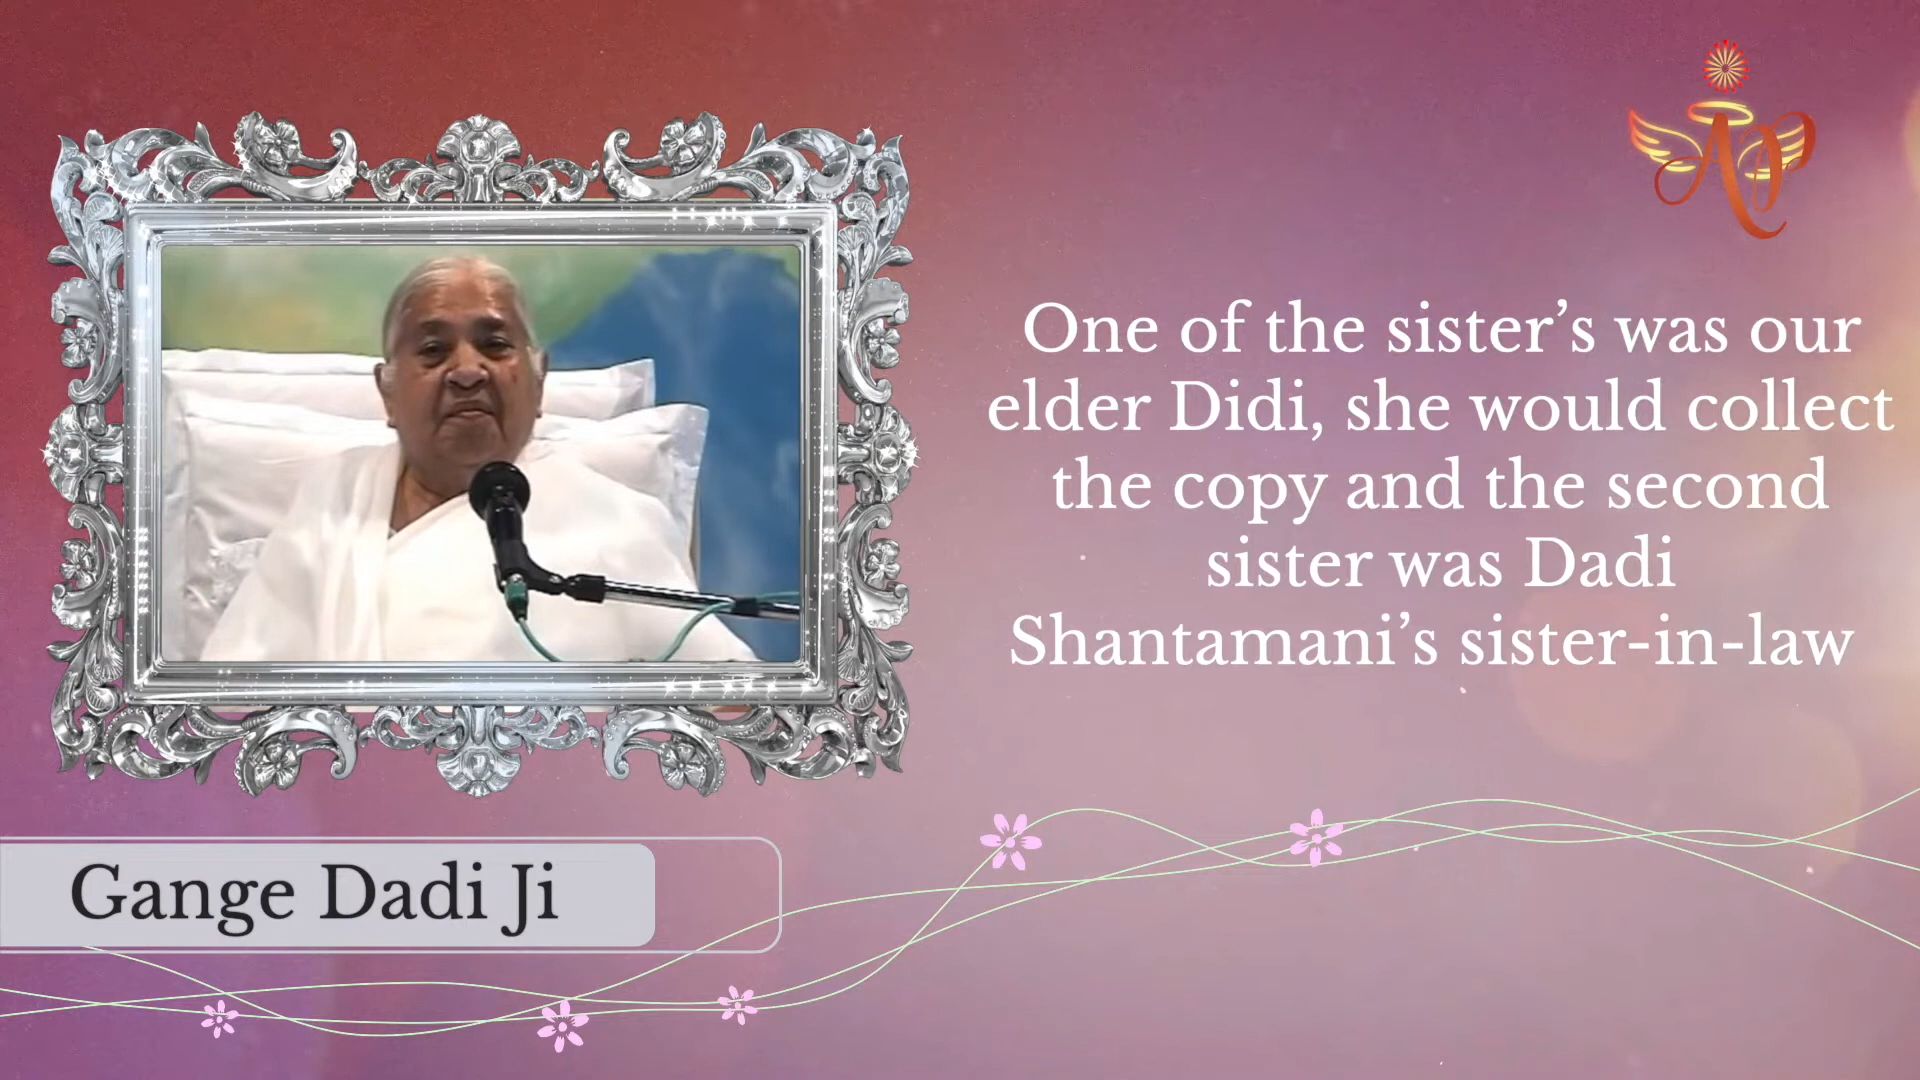 AP
One of the sister’s was our
elder Didi, she would collect
the copy and the second
sister was Dadi
Shantamani’s sister-in-law
Gange Dadi Ji